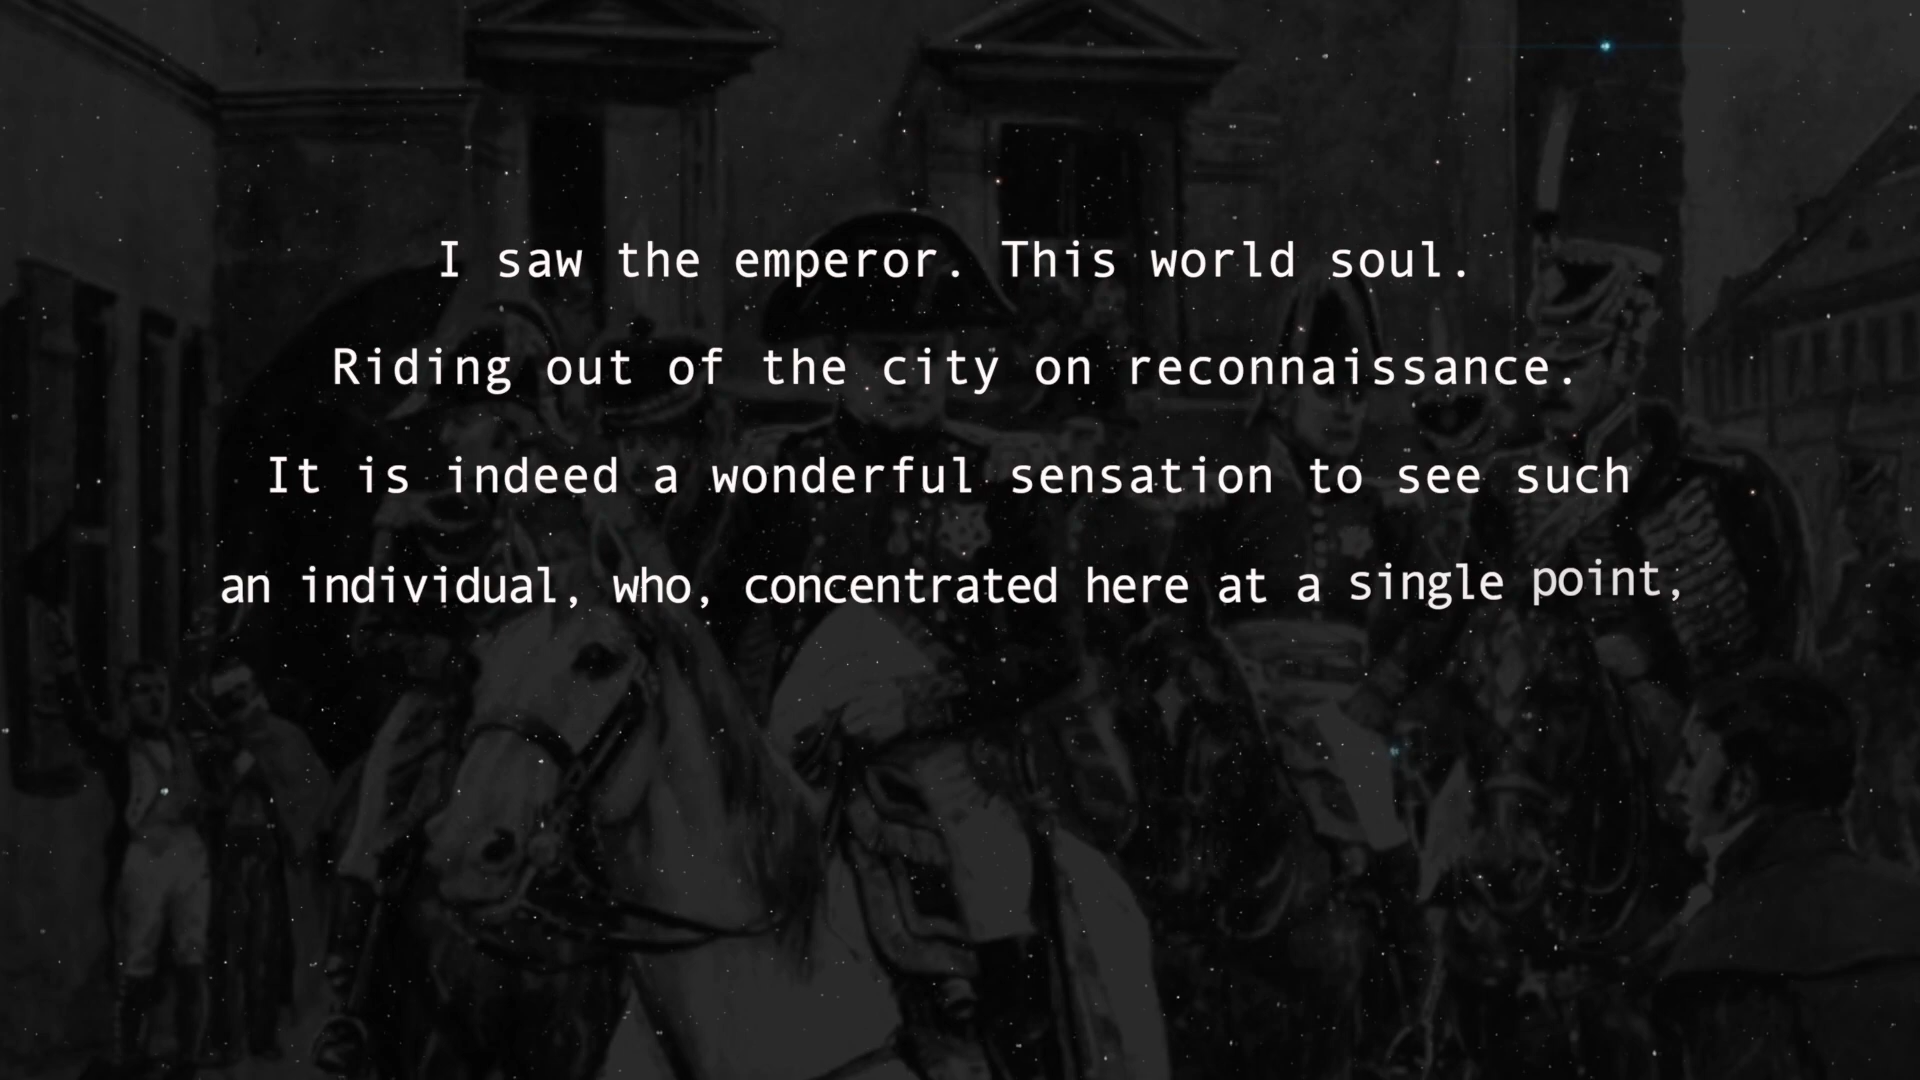 I saw the emperor. This world soul.
Riding out of the city on reconnaissance.
It is indeed a wonderful sensation to see such
an individual, who, concentrated here at a single point,